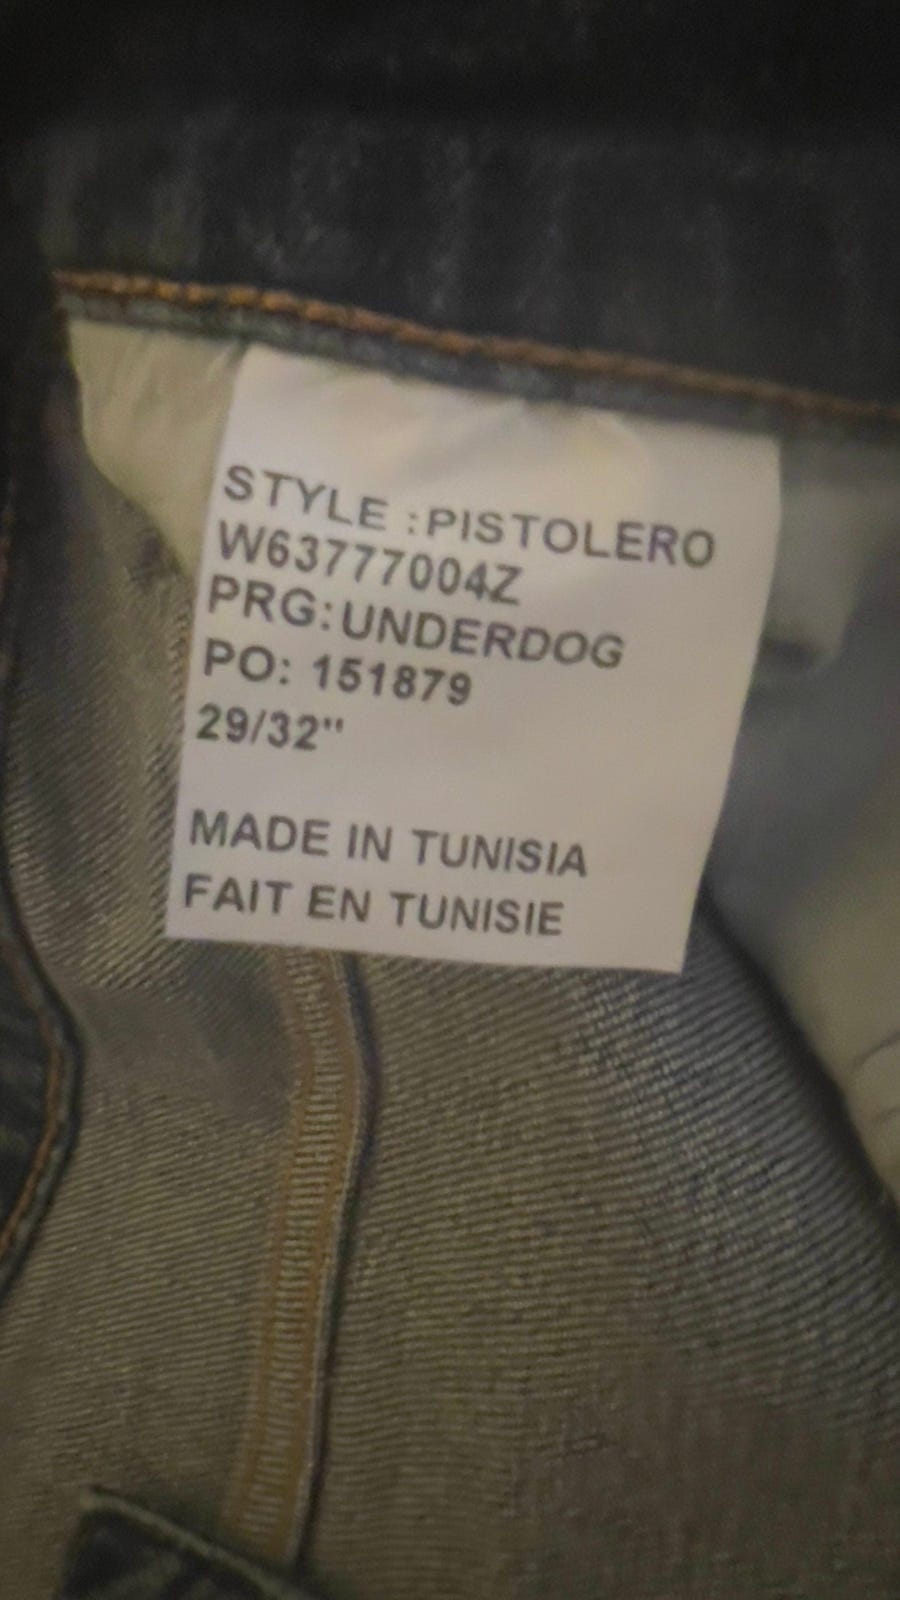 STYLE :PISTOLERO
W63777004Z
PRG:UNDERDOG
PO: 151879
29/32"
MADE IN TUNISIA
FAIT EN TUNISIE